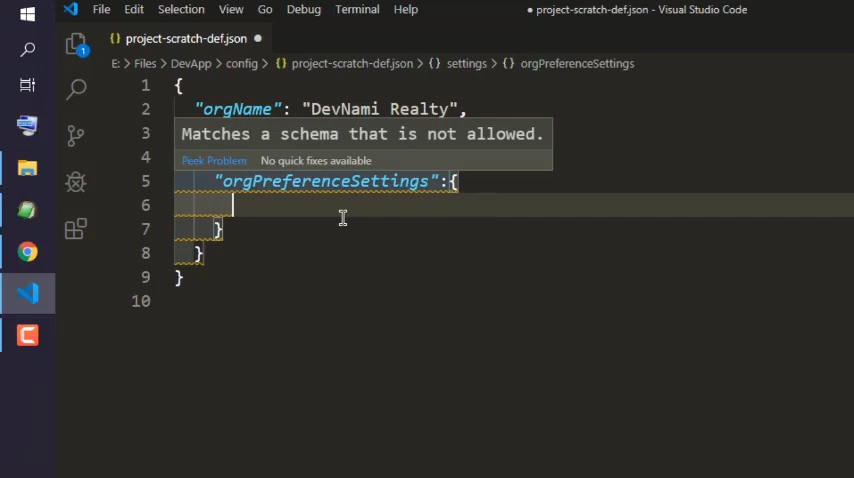 File Edit Selection View Go Debug Terminal Help
● project-scratch-def.json - Visual Studio Code
{} project-scratch-def.json ●
E: > Files > DevApp > config > {} project-scratch-def.json > {} settings > {} orgPreferenceSettings
1 {
2 "orgName": "DevNami Realty",
3
Matches a schema that is not allowed.
4
Peek Problem No quick fixes available
5 "orgPreferenceSettings":{
6
7 }
8 }
9 }
10
1